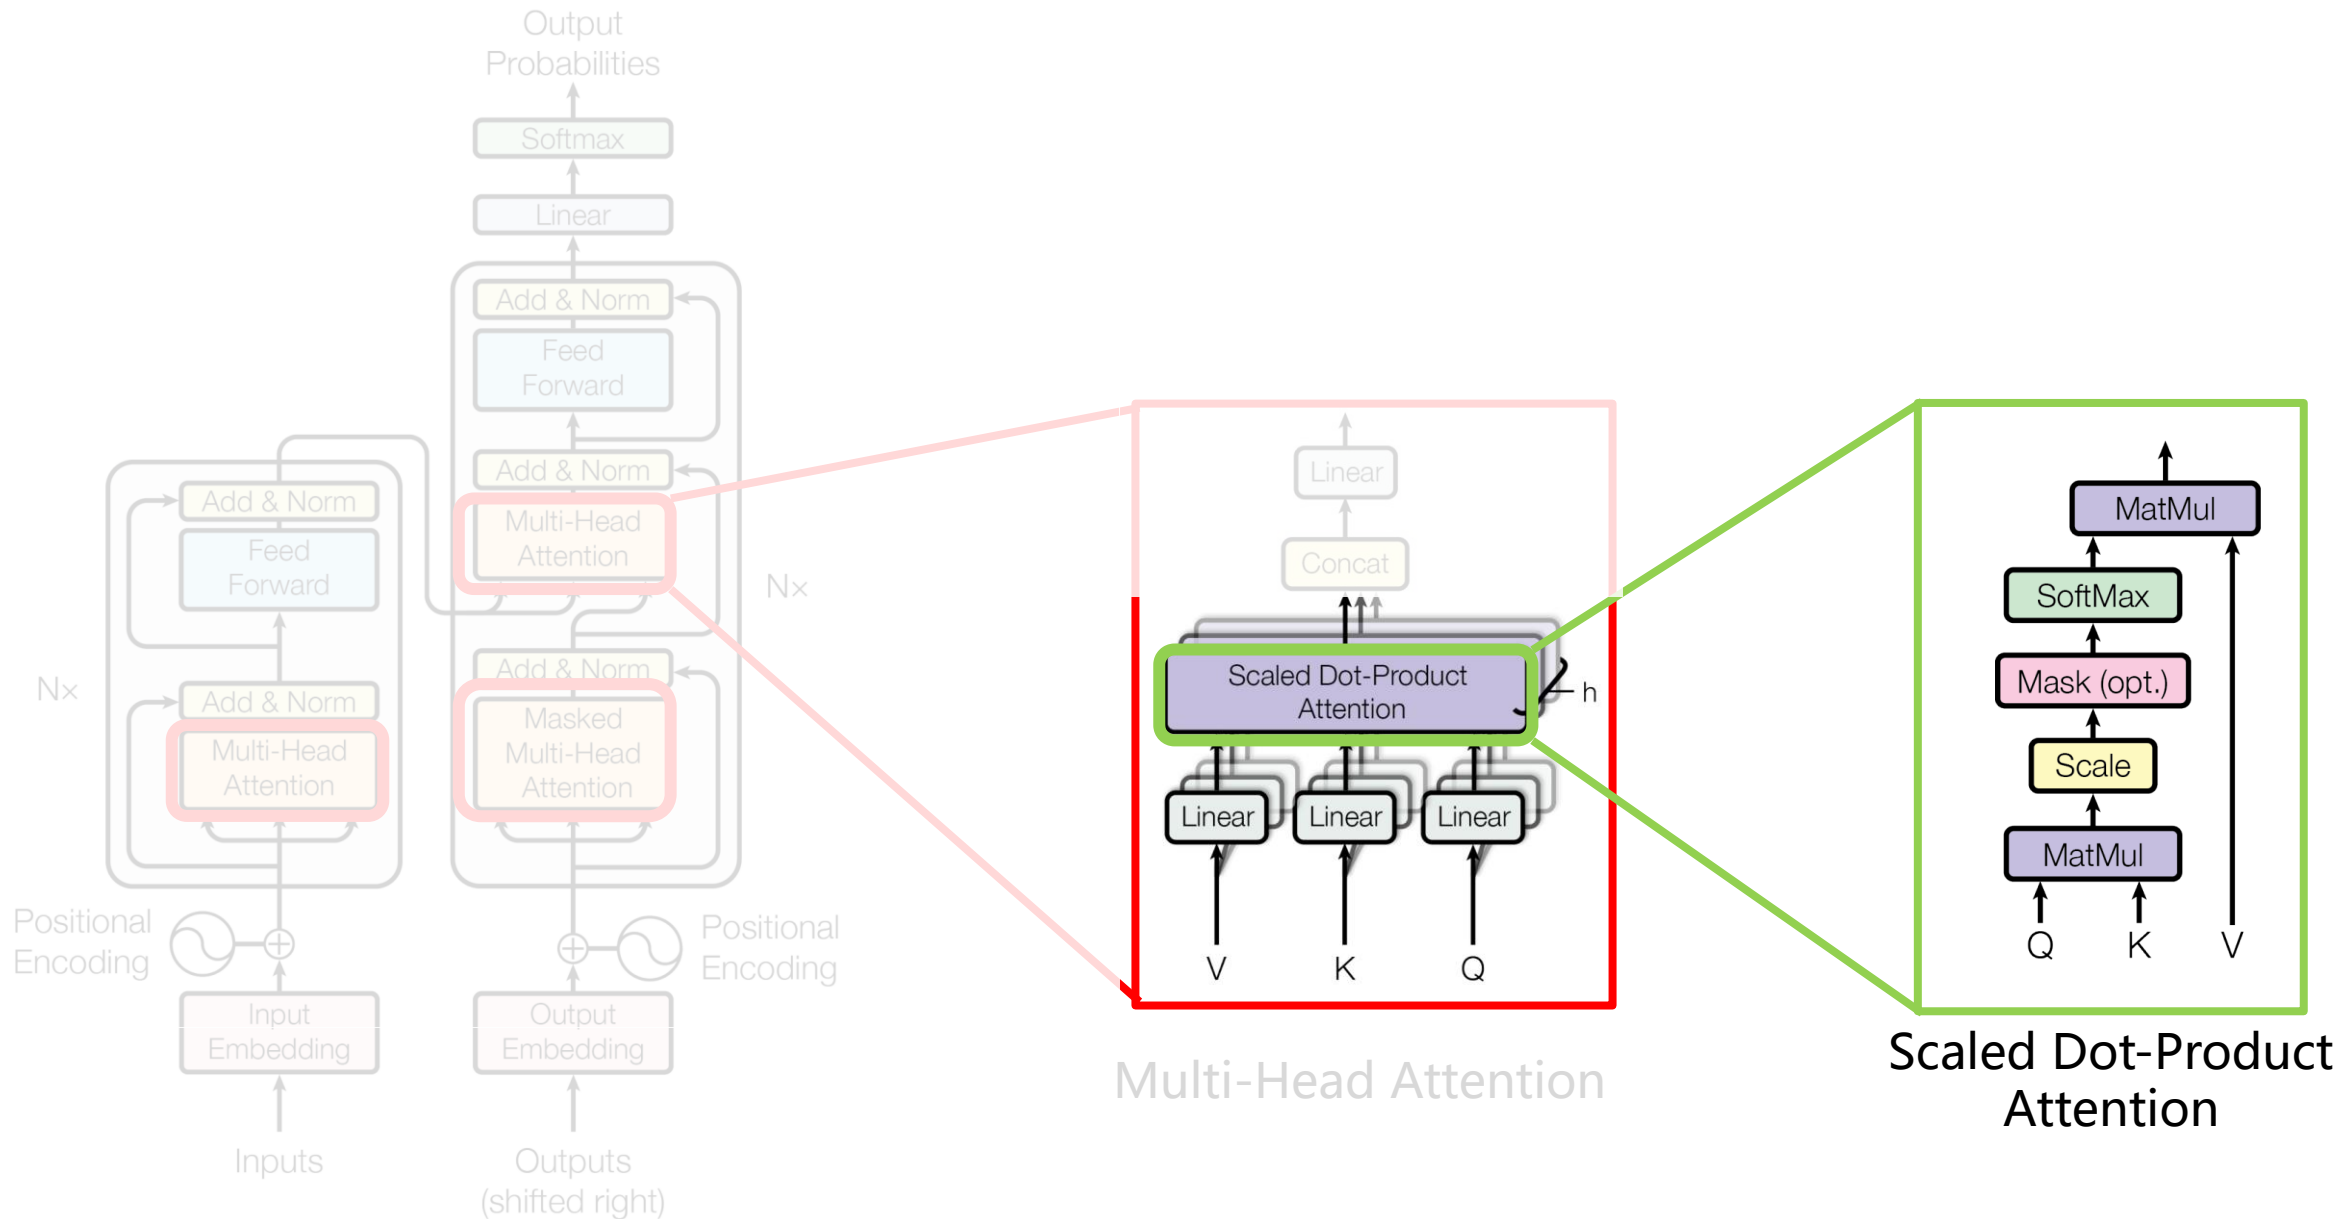 Output
Probabilities
Softmax
Linear
Add & Norm
Feed
Forward
Add & Norm
Multi-Head
Attention
Nx
Add & Norm
Masked
Multi-Head
Attention
Positional
Encoding
Output
Embedding
Outputs
(shifted right)
Add & Norm
Feed
Forward
Nx
Add & Norm
Multi-Head
Attention
Positional
Encoding
Input
Embedding
Inputs
Linear
Concat
Scaled Dot-Product
Attention
h
Linear Linear Linear
V K Q
Multi-Head Attention
MatMul
SoftMax
Mask (opt.)
Scale
MatMul
Q K V
Scaled Dot-Product
Attention